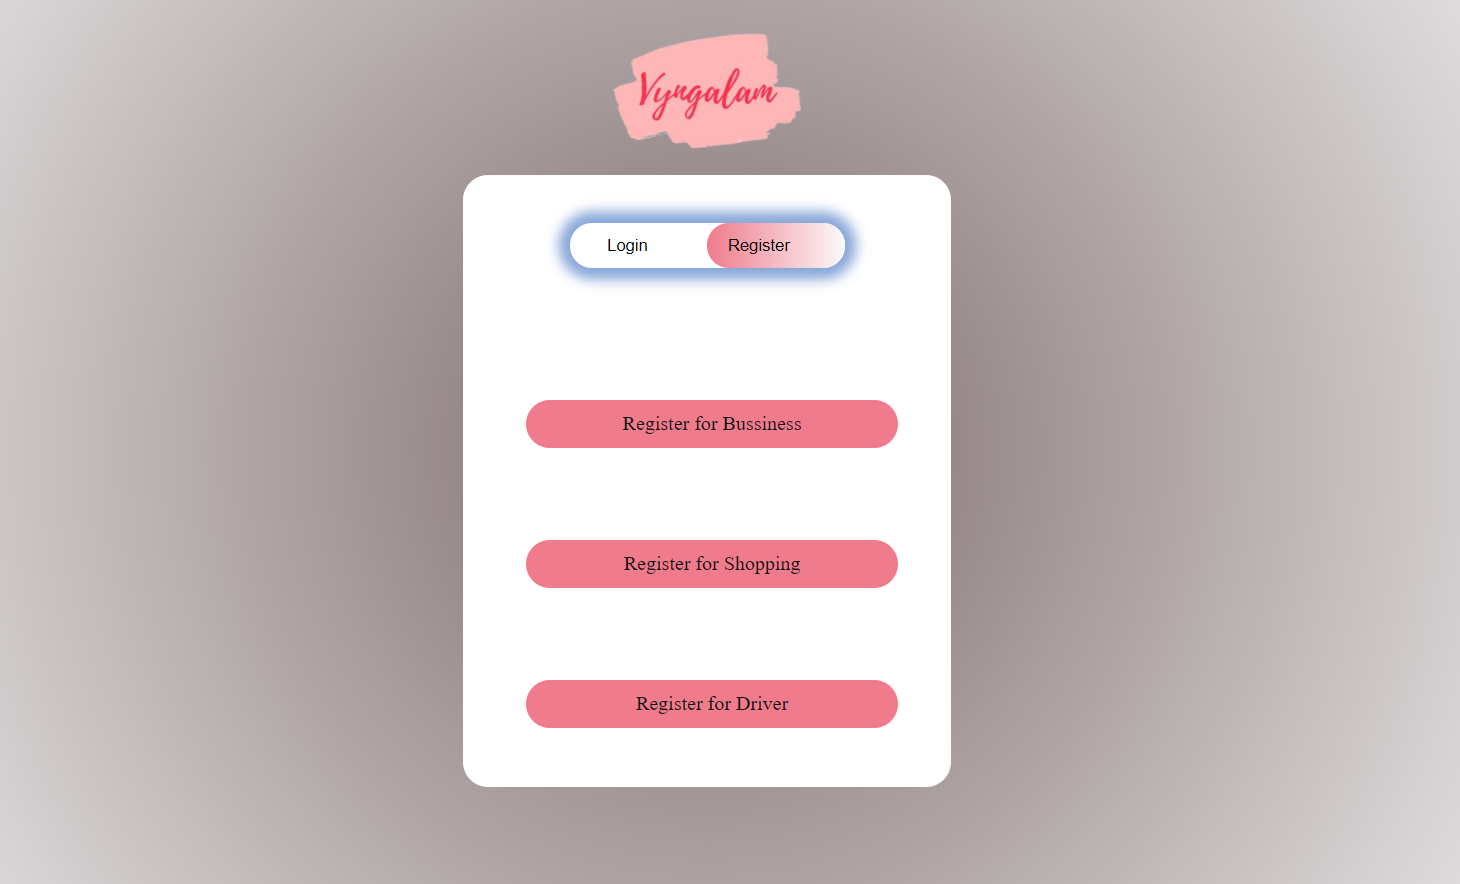 Vyngalam
Login
Register
Register for Bussiness
Register for Shopping
Register for Driver